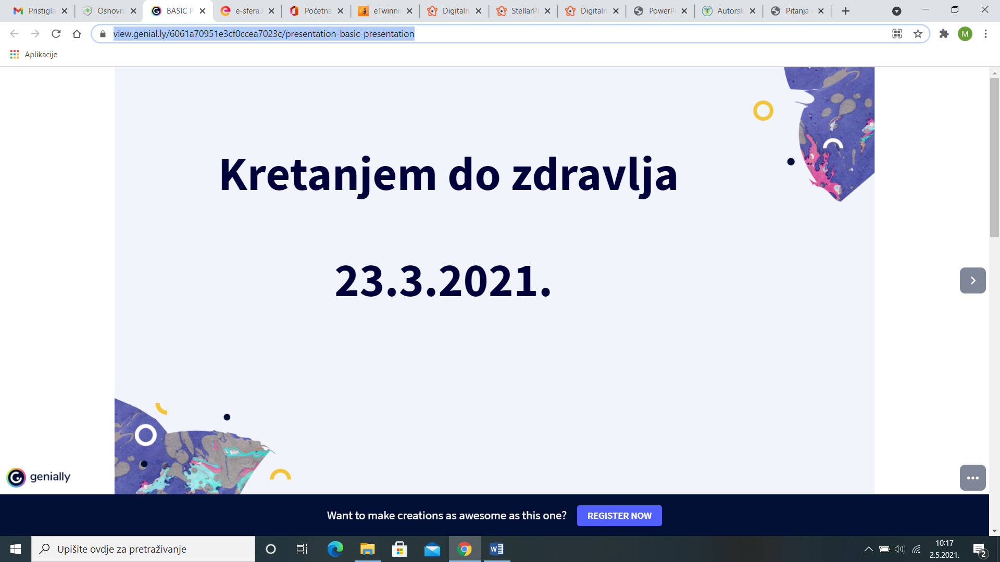 Pristigla
Osnovn
BASIC P
e-sfera.
Početna
eTwinni
Digitaln
StellarPl
Digitaln
PowerP
Autorsk
Pitanja i
view.genial.ly/6061a70951e3cf0ccea7023c/presentation-basic-presentation
M
Aplikacije
Kretanjem do zdravlja
23.3.2021.
genially
Want to make creations as awesome as this one?
REGISTER NOW
Upišite ovdje za pretraživanje
10:17
2.5.2021.
2